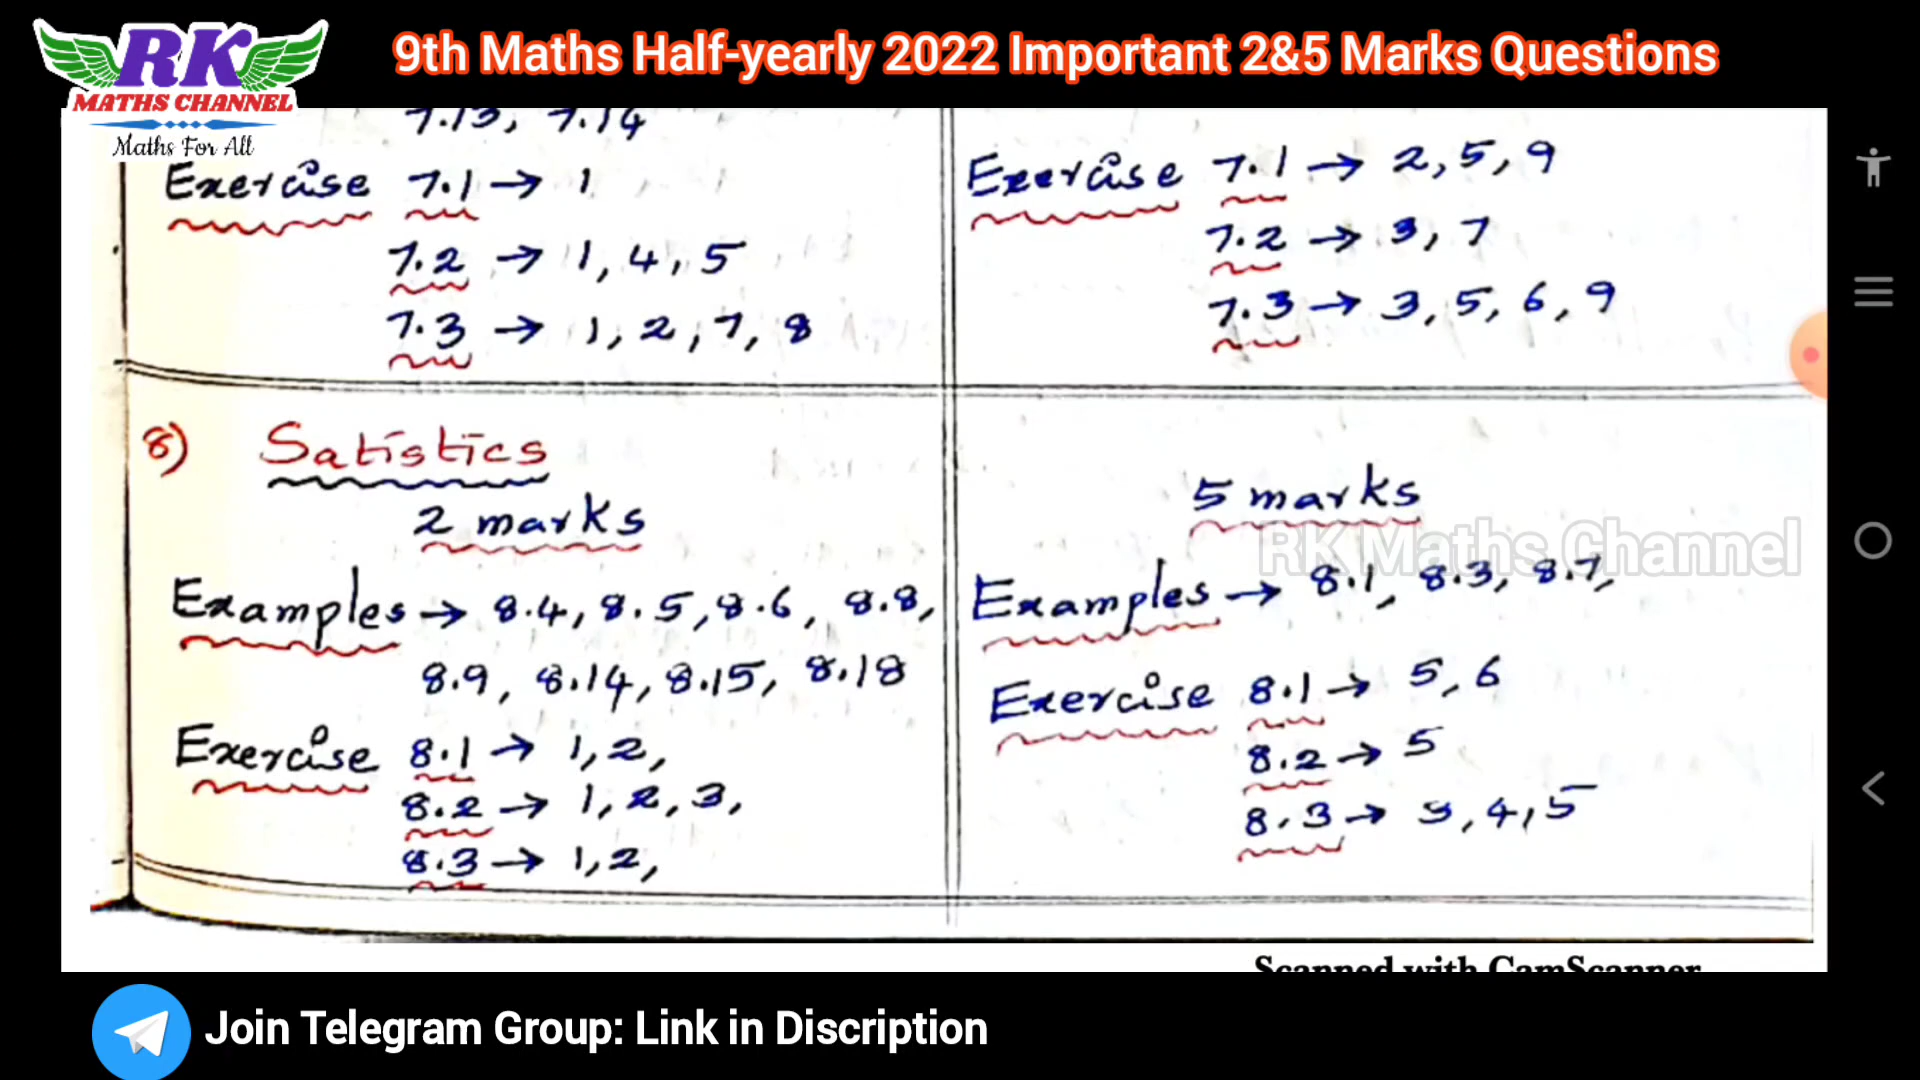 RK
MATHS CHANNEL
Maths For All
9th Maths Half-yearly 2022 Important 2&5 Marks Questions
7.13, 7.14
Exercise 7.1 → 1
7.2 → 1, 4, 5
7.3 → 1, 2, 7, 8
Exercise 7.1 → 2, 5, 9
7.2 → 3, 7
7.3 → 3, 5, 6, 9
8) Satistics
2 marks
Examples → 8.4, 8.5, 8.6, 8.8,
8.9, 8.14, 8.15, 8.18
Exercise 8.1 → 1, 2,
8.2 → 1, 2, 3,
8.3 → 1, 2,
5 marks
RK Maths Channel
Examples → 8.1, 8.3, 8.7,
Exercise 8.1 → 5, 6
8.2 → 5
8.3 → 3, 4, 5
Scanned with CamScanner
Join Telegram Group: Link in Discription